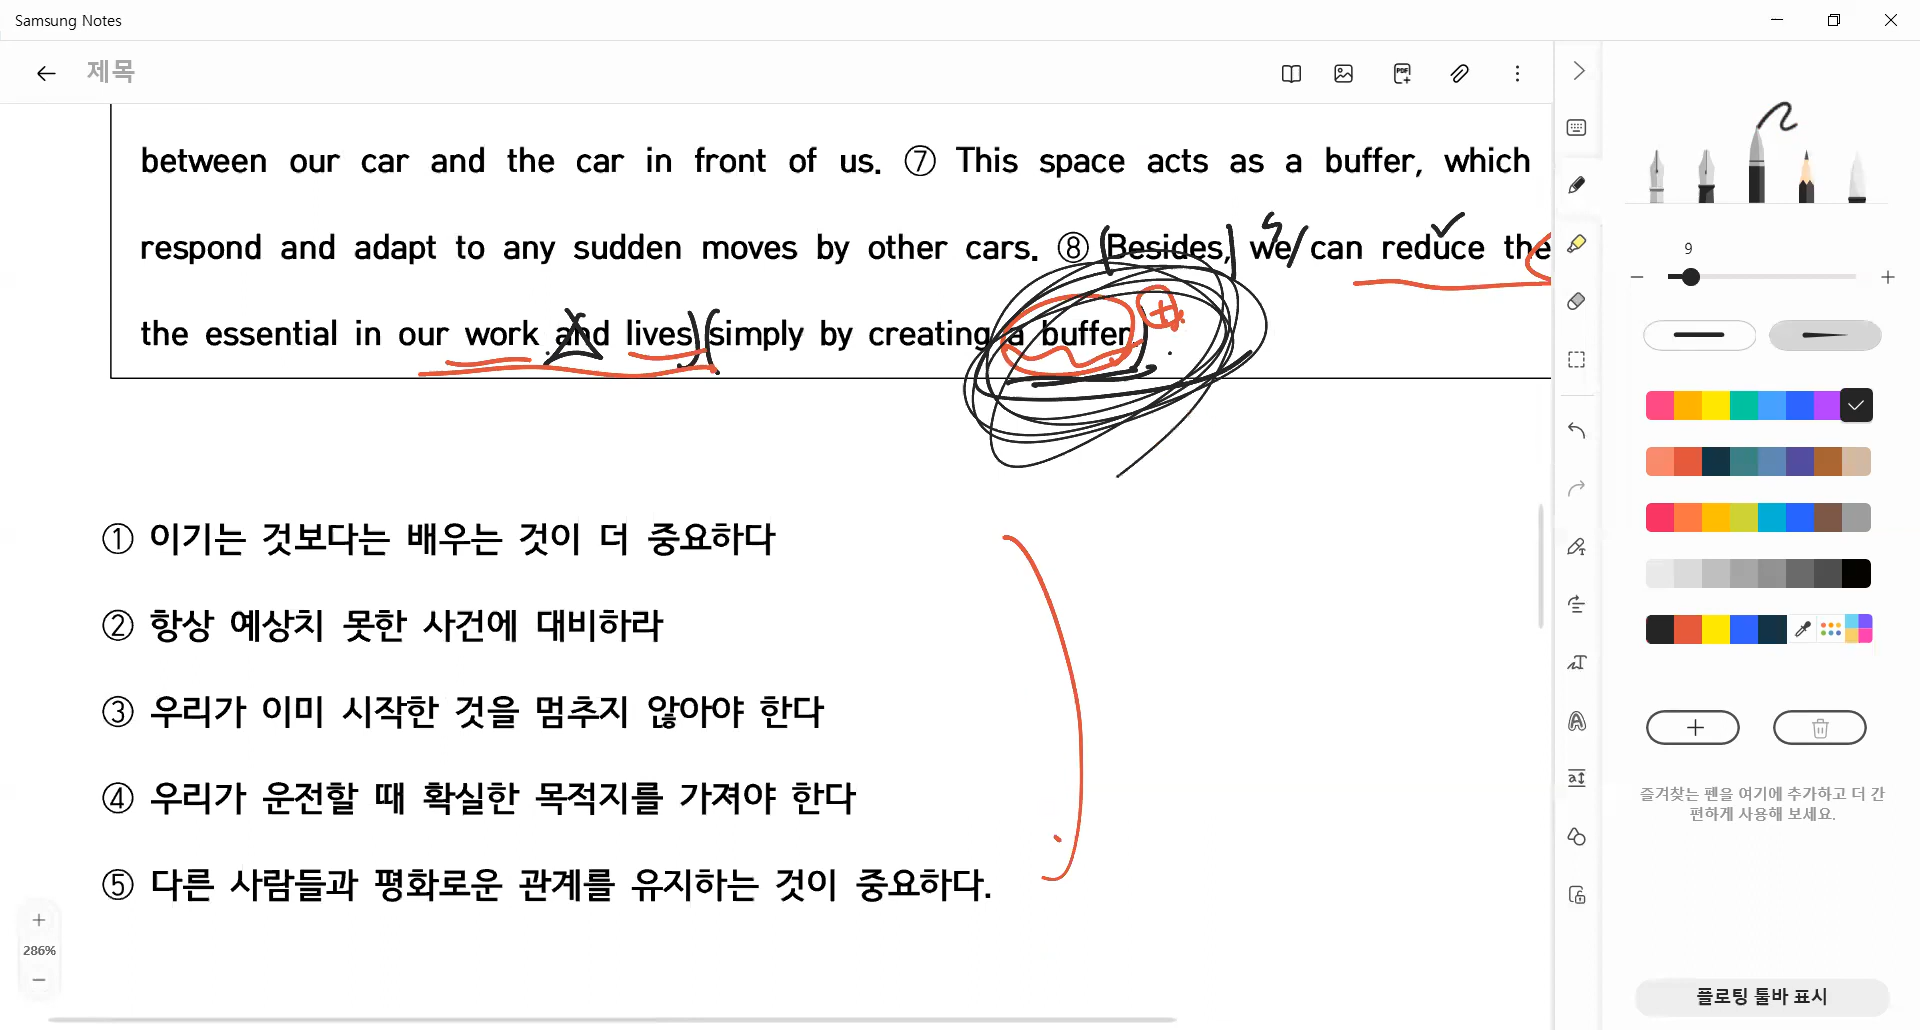 Samsung Notes
제목
between our car and the car in front of us. ⑦ This space acts as a buffer, which
respond and adapt to any sudden moves by other cars. ⑧ Besides, we can reduce the
the essential in our work and lives simply by creating a buffer
① 이기는 것보다는 배우는 것이 더 중요하다
② 항상 예상치 못한 사건에 대비하라
③ 우리가 이미 시작한 것을 멈추지 않아야 한다
④ 우리가 운전할 때 확실한 목적지를 가져야 한다
⑤ 다른 사람들과 평화로운 관계를 유지하는 것이 중요하다.
286%
9
즐겨찾는 펜을 여기에 추가하고 더 간
편하게 사용해 보세요.
플로팅 툴바 표시